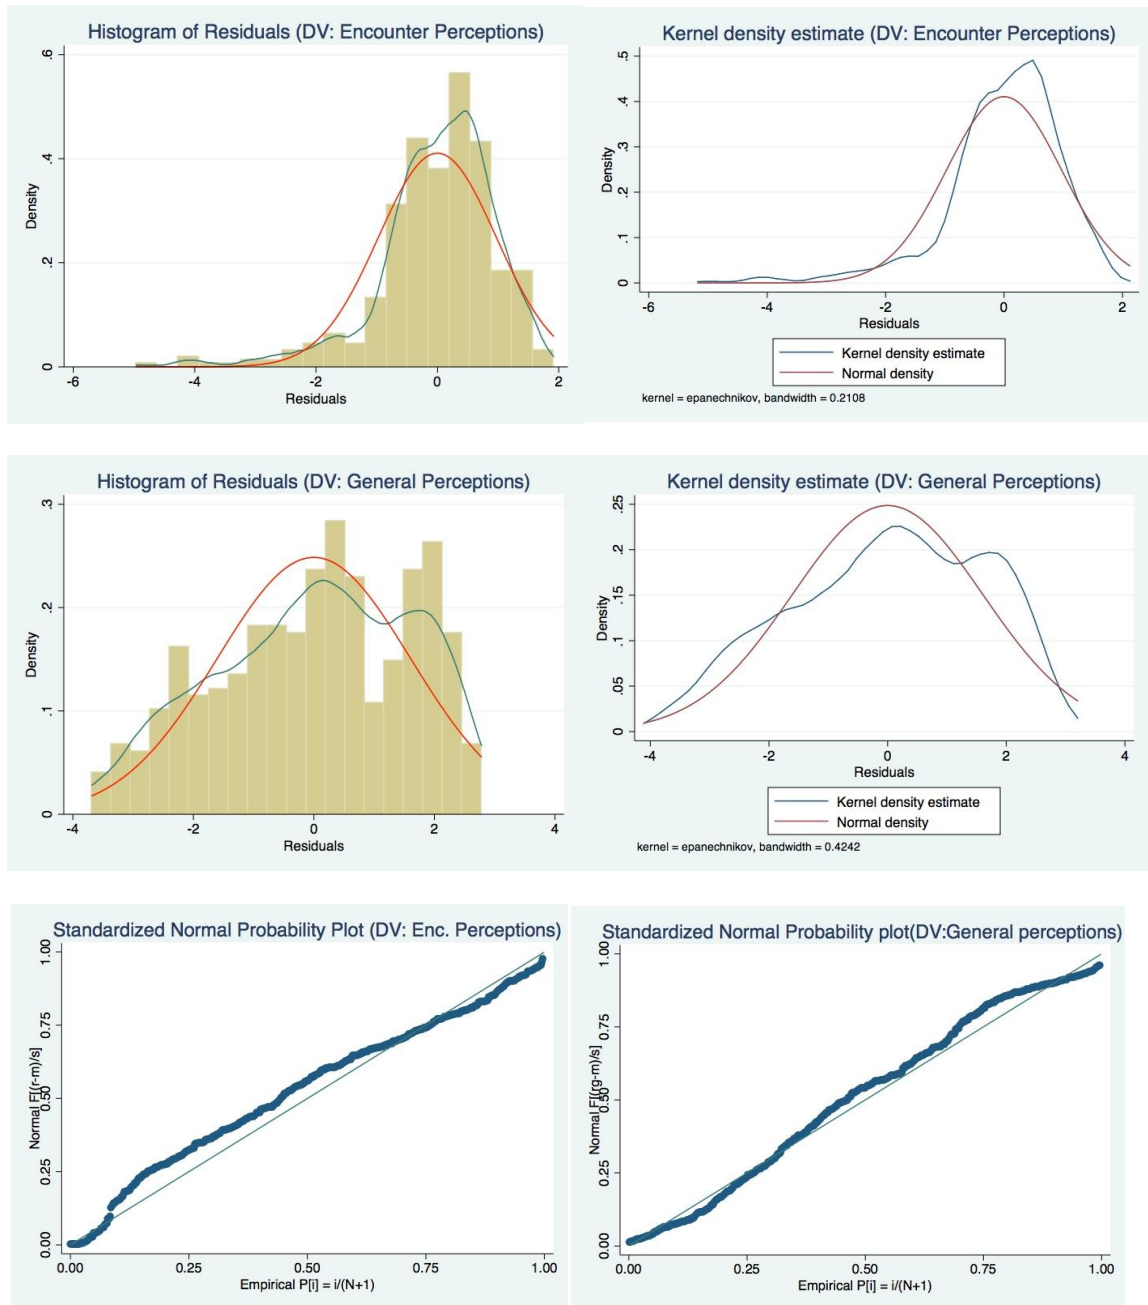 Histogram of Residuals (DV: Encounter Perceptions)
.6
.4
.2
0
Density
-6 -4 -2 0 2
Residuals
Kernel density estimate (DV: Encounter Perceptions)
.5
.4
.3
.2
.1
0
Density
-6 -4 -2 0 2
Residuals
Kernel density estimate
Normal density
kernel = epanechnikov, bandwidth = 0.2108
Histogram of Residuals (DV: General Perceptions)
.3
.2
.1
0
Density
-4 -2 0 2 4
Residuals
Kernel density estimate (DV: General Perceptions)
.25
.2
.15
.1
.05
0
Density
-4 -2 0 2 4
Residuals
Kernel density estimate
Normal density
kernel = epanechnikov, bandwidth = 0.4242
Standardized Normal Probability Plot (DV: Enc. Perceptions)
1.00
0.75
0.50
0.25
0.00
Normal F[(r-m)/s]
0.00 0.25 0.50 0.75 1.00
Empirical P[i] = i/(N+1)
Standardized Normal Probability plot(DV:General perceptions)
1.00
0.75
0.50
0.25
0.00
Normal F[(rg-m)/s]
0.00 0.25 0.50 0.75 1.00
Empirical P[i] = i/(N+1)